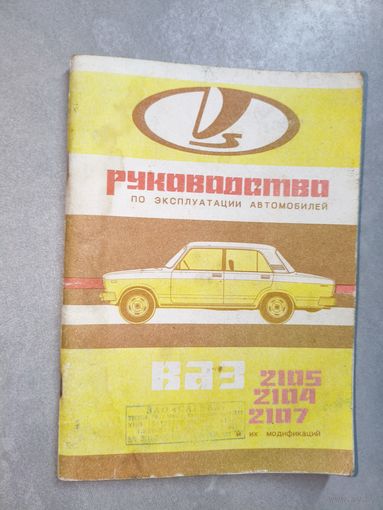 РУКОВОДСТВО
ПО ЭКСПЛУАТАЦИИ АВТОМОБИЛЕЙ
ВАЗ 2105
2104
2107
и их модификаций